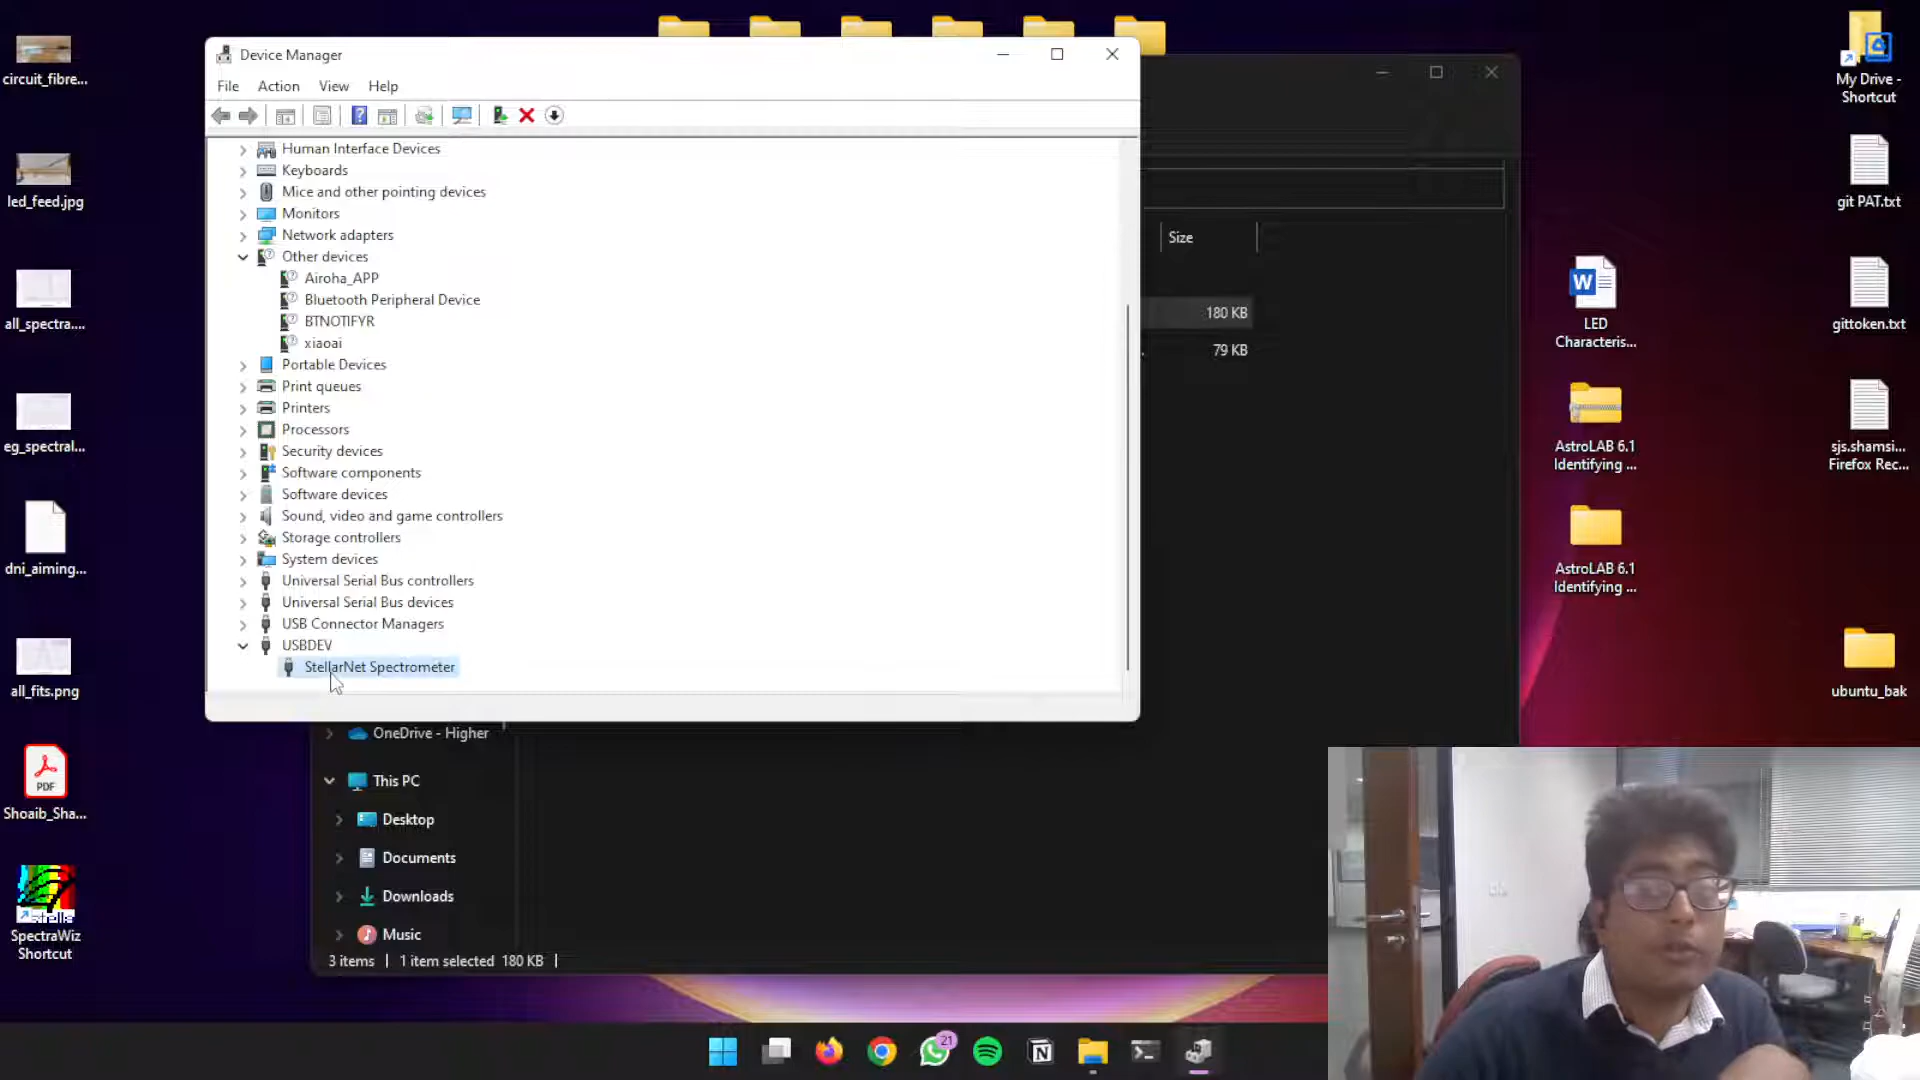 circuit_fibre...
led_feed.jpg
all_spectra....
eg_spectral...
dni_aiming...
all_fits.png
PDF
Shoaib_Sha...
SpectraWiz
Shortcut
Device Manager
File
Action
View
Help
Human Interface Devices
Keyboards
Mice and other pointing devices
Monitors
Network adapters
Other devices
Airoha_APP
Bluetooth Peripheral Device
BTNOTIFYR
xiaoai
Portable Devices
Print queues
Printers
Processors
Security devices
Software components
Software devices
Sound, video and game controllers
Storage controllers
System devices
Universal Serial Bus controllers
Universal Serial Bus devices
USB Connector Managers
USBDEV
StellarNet Spectrometer
Size
180 KB
79 KB
OneDrive - Higher
This PC
Desktop
Documents
Downloads
Music
3 items
1 item selected 180 KB
W
LED
Characteris...
AstroLAB 6.1
Identifying ...
AstroLAB 6.1
Identifying ...
My Drive -
Shortcut
git PAT.txt
gittoken.txt
sjs.shamsi...
Firefox Rec...
ubuntu_bak
21